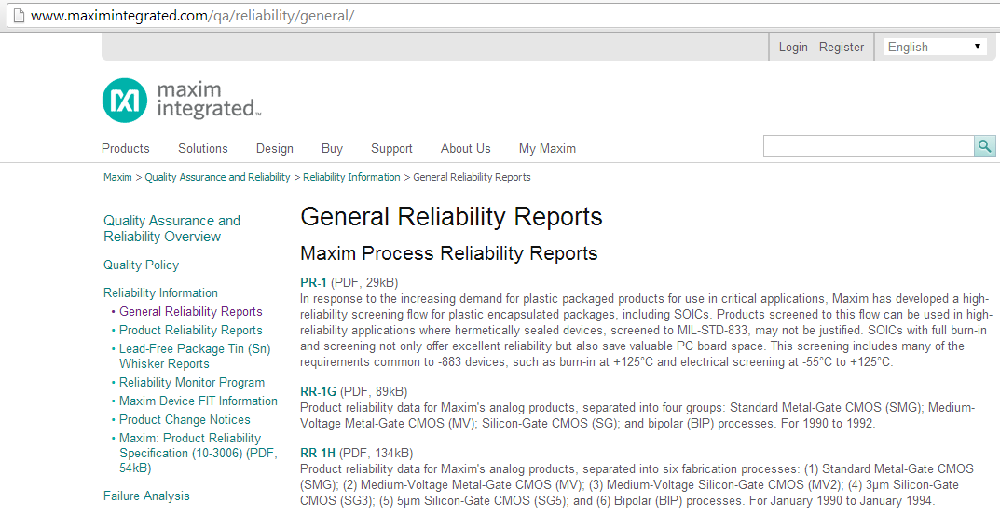 www.maximintegrated.com/qa/reliability/general/
Login Register English
maxim
integrated™
Products Solutions Design Buy Support About Us My Maxim
Maxim > Quality Assurance and Reliability > Reliability Information > General Reliability Reports
Quality Assurance and
Reliability Overview
Quality Policy
Reliability Information
• General Reliability Reports
• Product Reliability Reports
• Lead-Free Package Tin (Sn)
Whisker Reports
• Reliability Monitor Program
• Maxim Device FIT Information
• Product Change Notices
• Maxim: Product Reliability
Specification (10-3006) (PDF,
54kB)
Failure Analysis
General Reliability Reports
Maxim Process Reliability Reports
PR-1 (PDF, 29kB)
In response to the increasing demand for plastic packaged products for use in critical applications, Maxim has developed a high-
reliability screening flow for plastic encapsulated packages, including SOICs. Products screened to this flow can be used in high-
reliability applications where hermetically sealed devices, screened to MIL-STD-833, may not be justified. SOICs with full burn-in
and screening not only offer excellent reliability but also save valuable PC board space. This screening includes many of the
requirements common to -883 devices, such as burn-in at +125°C and electrical screening at -55°C to +125°C.
RR-1G (PDF, 89kB)
Product reliability data for Maxim's analog products, separated into four groups: Standard Metal-Gate CMOS (SMG); Medium-
Voltage Metal-Gate CMOS (MV); Silicon-Gate CMOS (SG); and bipolar (BIP) processes. For 1990 to 1992.
RR-1H (PDF, 134kB)
Product reliability data for Maxim's analog products, separated into six fabrication processes: (1) Standard Metal-Gate CMOS
(SMG); (2) Medium-Voltage Metal-Gate CMOS (MV); (3) Medium-Voltage Silicon-Gate CMOS (MV2); (4) 3µm Silicon-Gate
CMOS (SG3); (5) 5µm Silicon-Gate CMOS (SG5); and (6) Bipolar (BIP) processes. For January 1990 to January 1994.